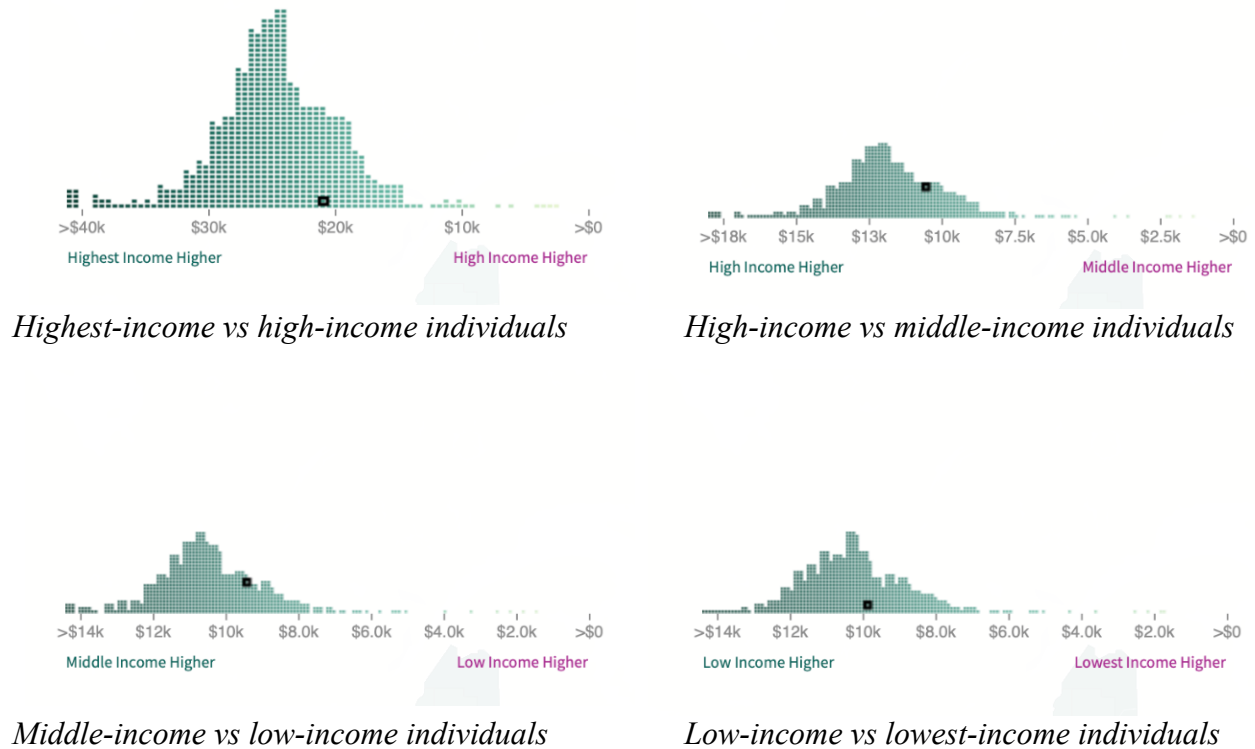 >$40k $30k $20k $10k >$0
Highest Income Higher High Income Higher
Highest-income vs high-income individuals
>$18k $15k $13k $10k $7.5k $5.0k $2.5k >$0
High Income Higher Middle Income Higher
High-income vs middle-income individuals
>$14k $12k $10k $8.0k $6.0k $4.0k $2.0k >$0
Middle Income Higher Low Income Higher
Middle-income vs low-income individuals
>$14k $12k $10k $8.0k $6.0k $4.0k $2.0k >$0
Low Income Higher Lowest Income Higher
Low-income vs lowest-income individuals